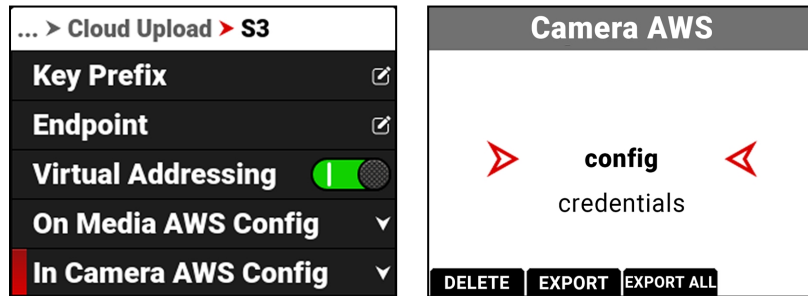 ... > Cloud Upload > S3
Key Prefix
Endpoint
Virtual Addressing
On Media AWS Config
In Camera AWS Config
Camera AWS
config
credentials
DELETE EXPORT EXPORT ALL